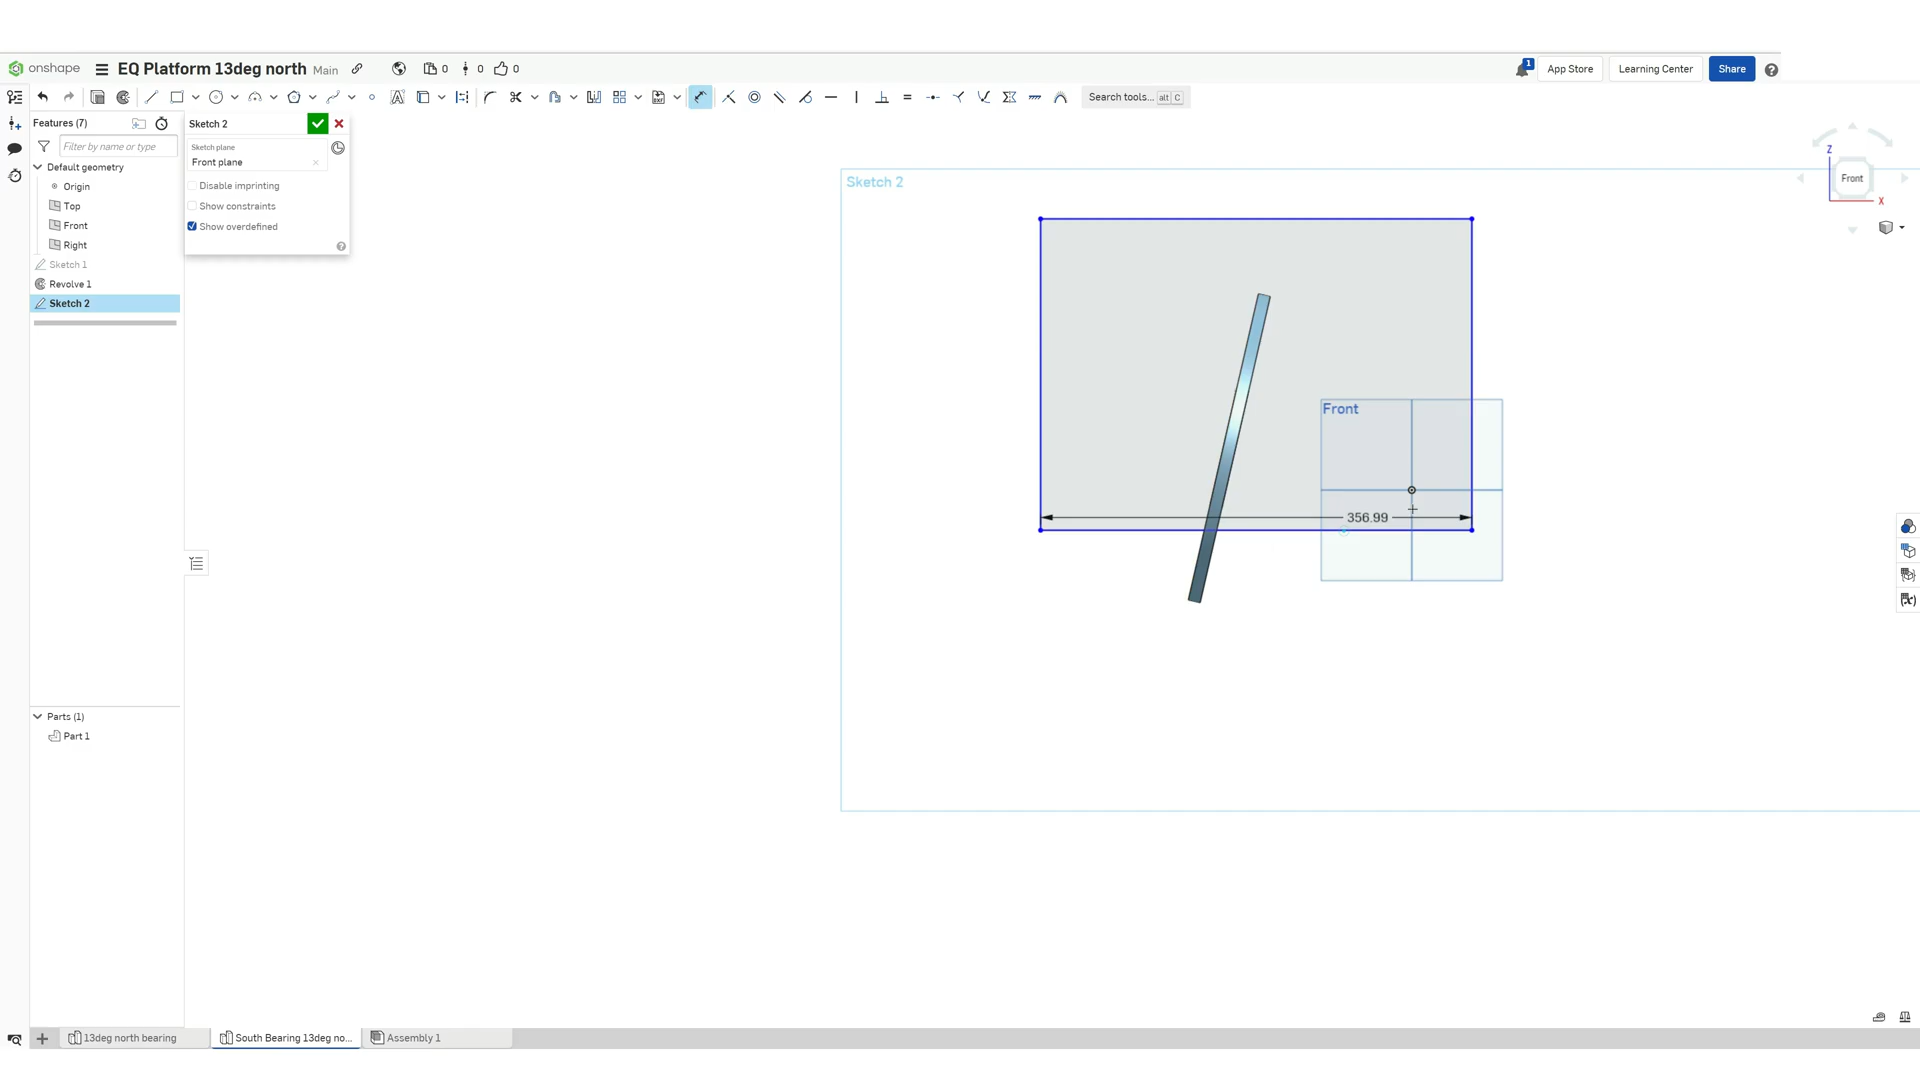 onshape EQ Platform 13deg north Main 0 0 0 1 App Store Learning Center Share
Search tools... alt C
Features (7)
Filter by name or type
Default geometry
Origin
Top
Front
Right
Sketch 1
Revolve 1
Sketch 2
Sketch 2
Sketch plane
Front plane
Disable imprinting
Show constraints
Show overdefined
Sketch 2
Front
356.99
Z
Front
X
Parts (1)
Part 1
13deg north bearing South Bearing 13deg no... Assembly 1